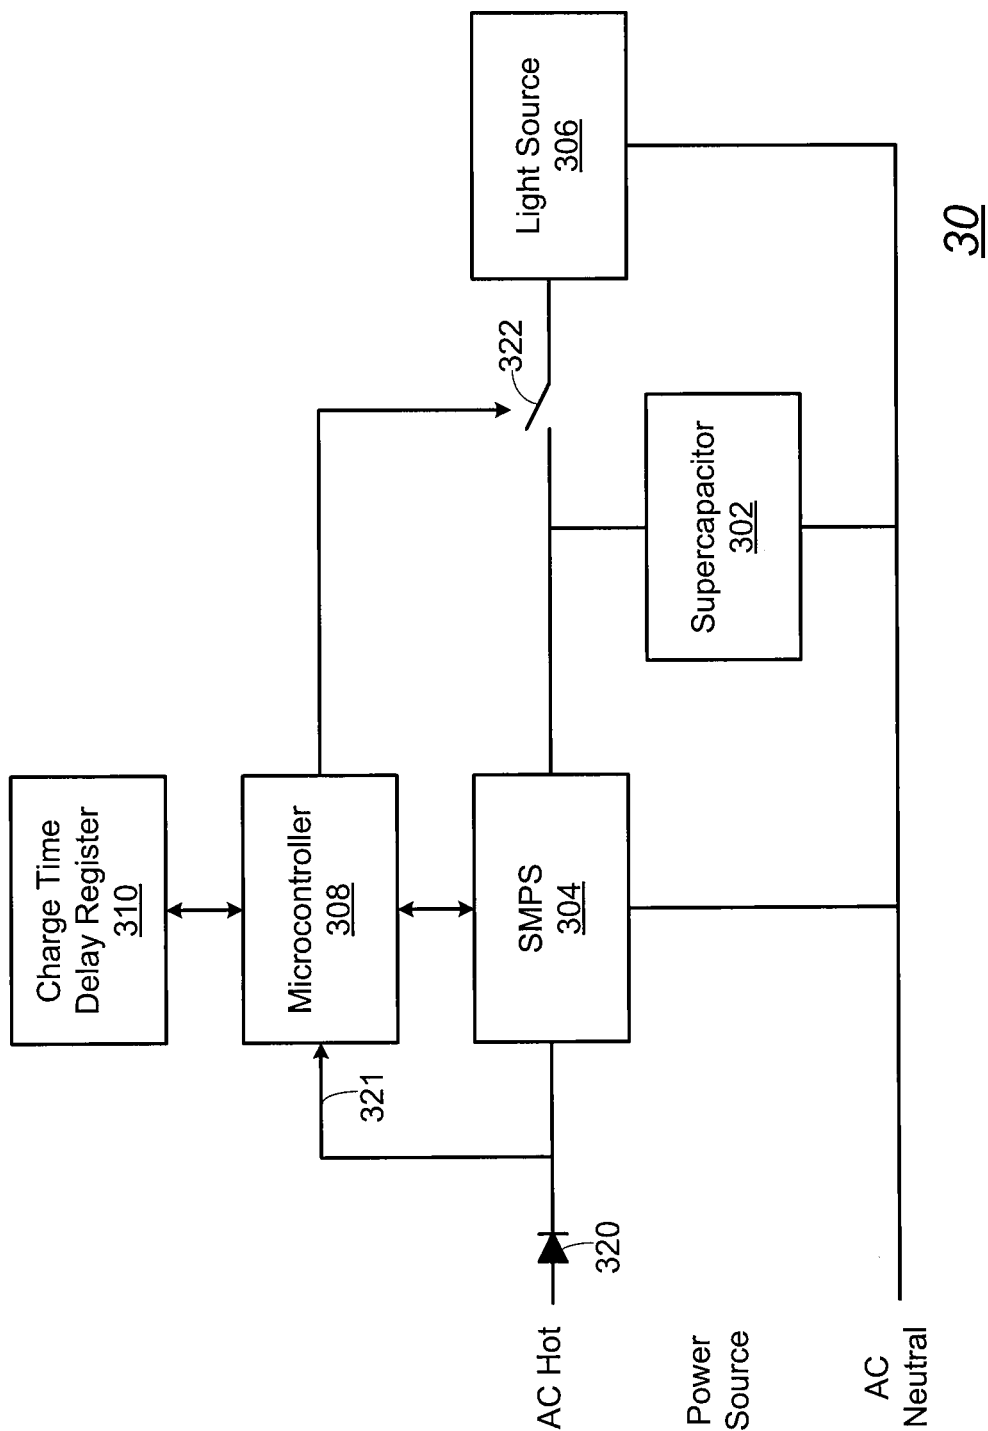 Charge Time
Delay Register
310
Microcontroller
308
321
322
Light Source
306
SMPS
304
Supercapacitor
302
320
AC Hot
Power
Source
AC
Neutral
30